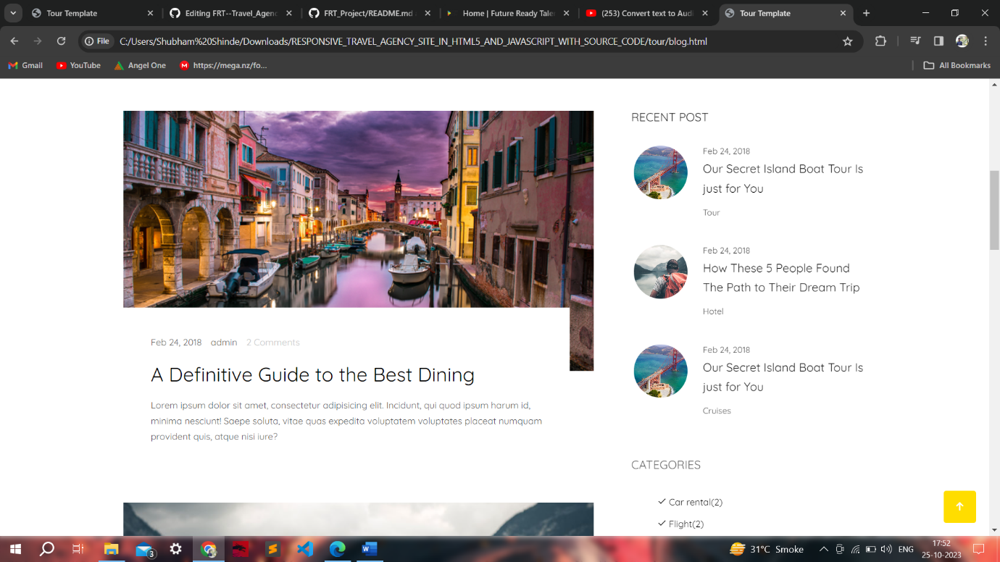 Tour Template
Editing FRT--Travel_Agenc
FRT_Project/README.md
Home | Future Ready Talen
(253) Convert text to Audi
Tour Template
File
C:/Users/Shubham%20Shinde/Downloads/RESPONSIVE_TRAVEL_AGENCY_SITE_IN_HTML5_AND_JAVASCRIPT_WITH_SOURCE_CODE/tour/blog.html
Gmail
YouTube
Angel One
M https://mega.nz/fo...
All Bookmarks
Feb 24, 2018 admin 2 Comments
A Definitive Guide to the Best Dining
Lorem ipsum dolor sit amet, consectetur adipisicing elit. Incidunt, qui quod ipsum harum id,
minima nesciunt! Saepe soluta, vitae quas expedita voluptatem voluptates placeat numquam
provident quis, atque nisi iure?
RECENT POST
Feb 24, 2018
Our Secret Island Boat Tour Is
just for You
Tour
Feb 24, 2018
How These 5 People Found
The Path to Their Dream Trip
Hotel
Feb 24, 2018
Our Secret Island Boat Tour Is
just for You
Cruises
CATEGORIES
Car rental(2)
Flight(2)
3
31°C Smoke
ENG
17:52
25-10-2023